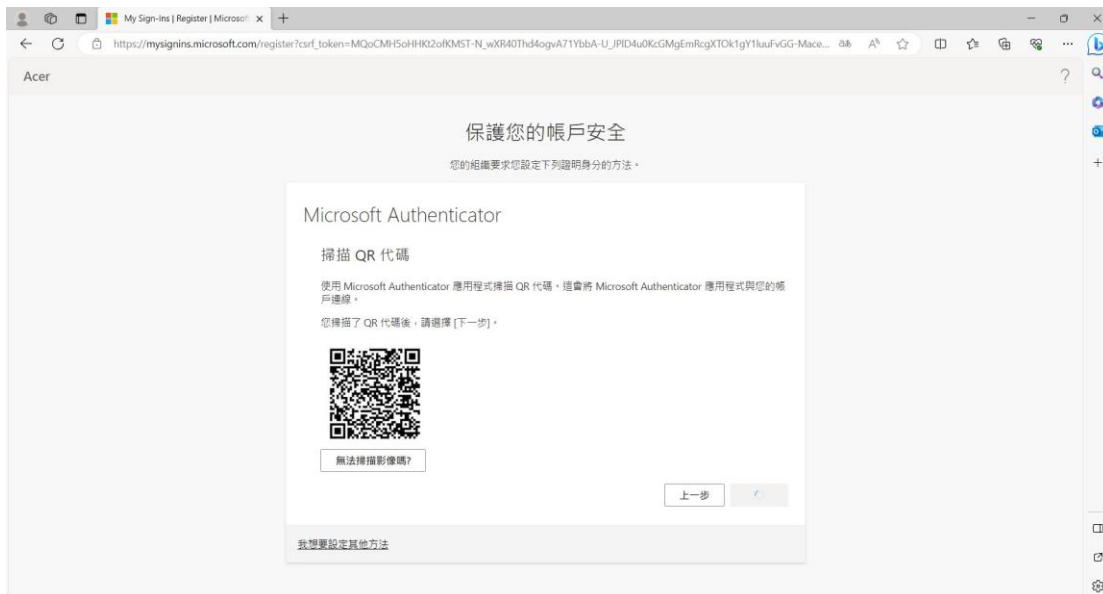 My Sign-Ins | Register | Microsof
https://mysignins.microsoft.com/register?csrf_token=
Acer
保護您的帳戶安全
您的組織要求您設定下列證明身分的方法。
Microsoft Authenticator
掃描 QR 代碼
使用 Microsoft Authenticator 應用程式掃描 QR 代碼。這會將 Microsoft Authenticator 應用程式與您的帳
戶連線。
您掃描了 QR 代碼後，請選擇 [下一步]。
無法掃描影像嗎?
上一步
我想要設定其他方法